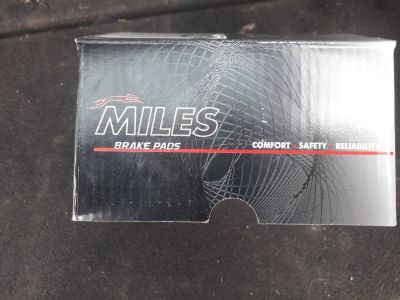 MILES
BRAKE PADS
COMFORT SAFETY RELIABILITY